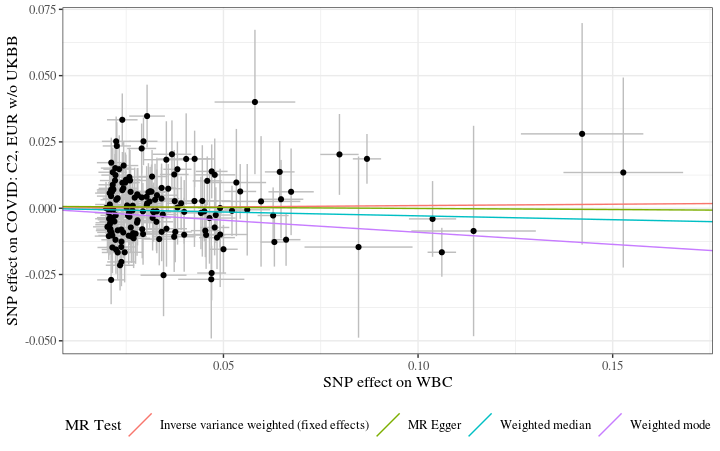 SNP effect on COVID: C2, EUR w/o UKBB
0.075
0.050
0.025
0.000
-0.025
-0.050
0.05
0.10
0.15
SNP effect on WBC
MR Test
Inverse variance weighted (fixed effects)
MR Egger
Weighted median
Weighted mode